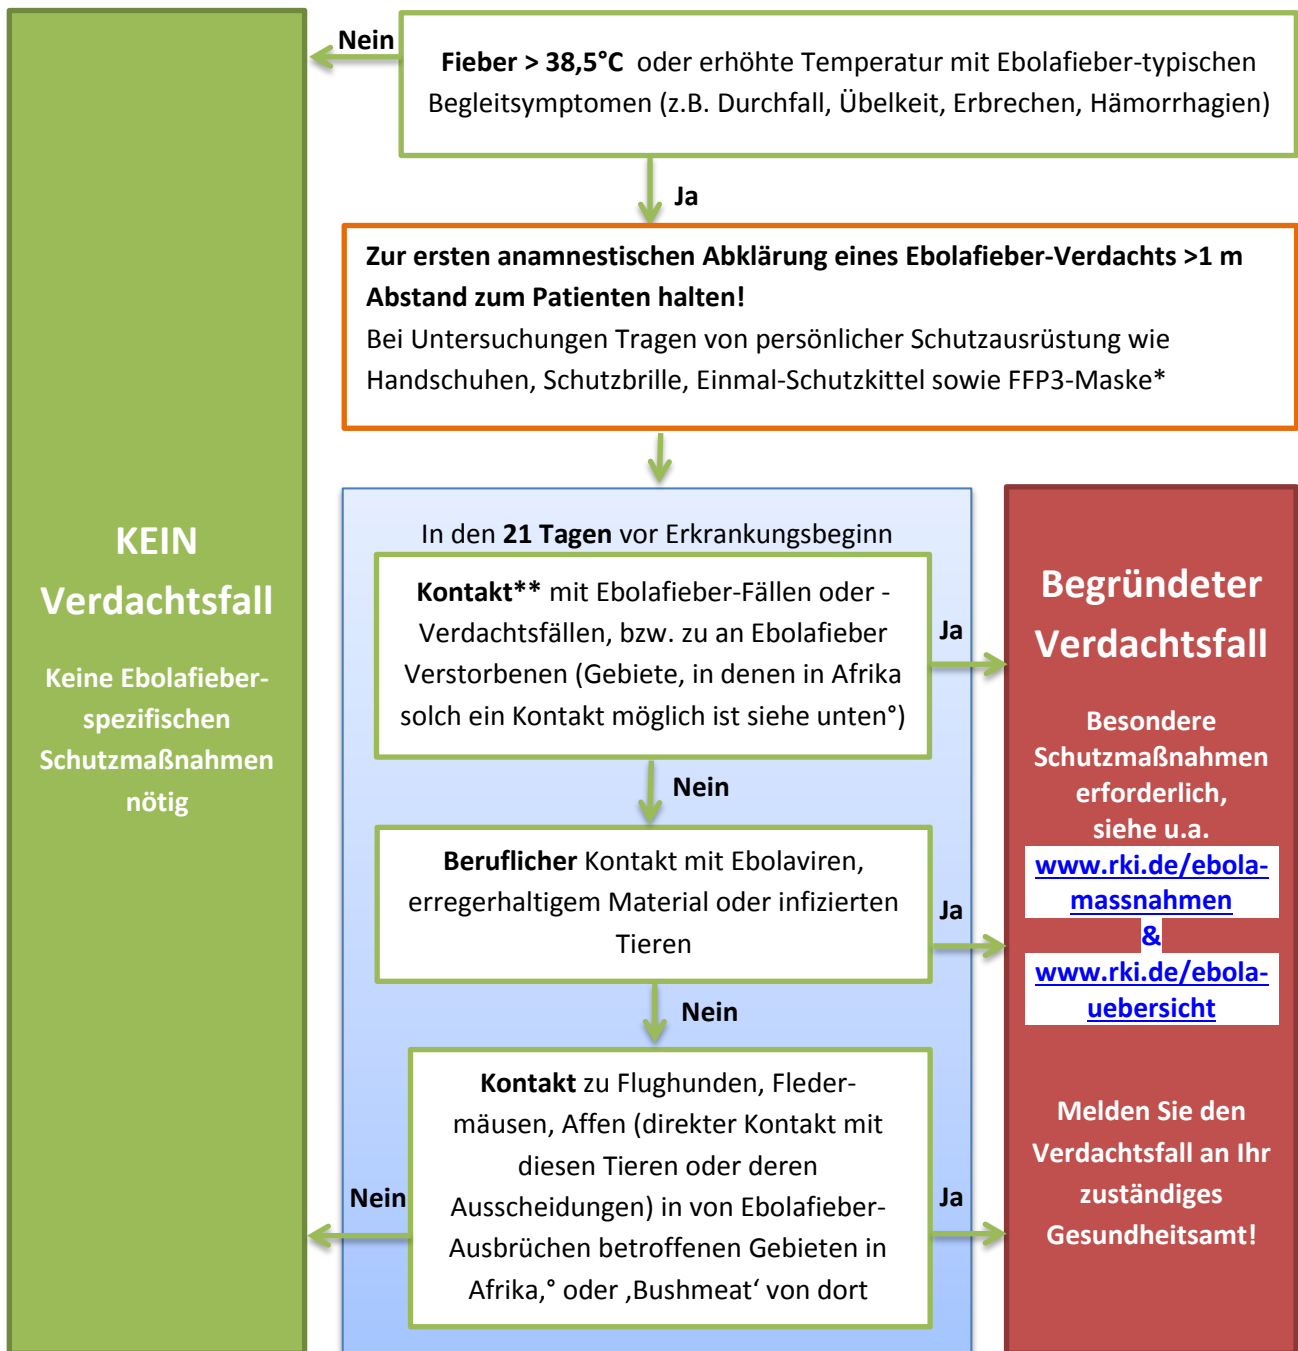 Nein
Fieber > 38,5°C oder erhöhte Temperatur mit Ebolafieber-typischen
Begleitsymptomen (z.B. Durchfall, Übelkeit, Erbrechen, Hämorrhagien)
Ja
Zur ersten anamnestischen Abklärung eines Ebolafieber-Verdachts >1 m
Abstand zum Patienten halten!
Bei Untersuchungen Tragen von persönlicher Schutzausrüstung wie
Handschuhen, Schutzbrille, Einmal-Schutzkittel sowie FFP3-Maske*
KEIN
Verdachtsfall
Keine Ebolafieber-
spezifischen
Schutzmaßnahmen
nötig
In den 21 Tagen vor Erkrankungsbeginn
Kontakt** mit Ebolafieber-Fällen oder -
Verdachtsfällen, bzw. zu an Ebolafieber
Verstorbenen (Gebiete, in denen in Afrika
solch ein Kontakt möglich ist siehe unten°)
Ja
Nein
Beruflicher Kontakt mit Ebolaviren,
erregerhaltigem Material oder infizierten
Tieren
Ja
Nein
Kontakt zu Flughunden, Fleder-
mäusen, Affen (direkter Kontakt mit
diesen Tieren oder deren
Ausscheidungen) in von Ebolafieber-
Ausbrüchen betroffenen Gebieten in
Afrika,° oder ‚Bushmeat‘ von dort
Nein
Ja
Begründeter
Verdachtsfall
Besondere
Schutzmaßnahmen
erforderlich,
siehe u.a.
www.rki.de/ebola-
massnahmen
&
www.rki.de/ebola-
uebersicht
Melden Sie den
Verdachtsfall an Ihr
zuständiges
Gesundheitsamt!